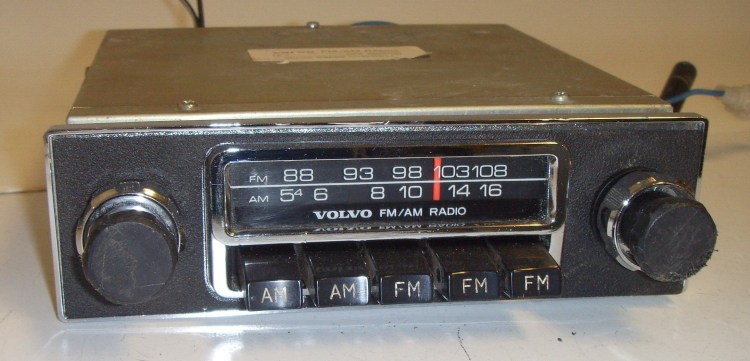 FM 88 93 98 103 108
AM 5⁴ 6 8 10 14 16
VOLVO FM/AM RADIO
AM AM FM FM FM